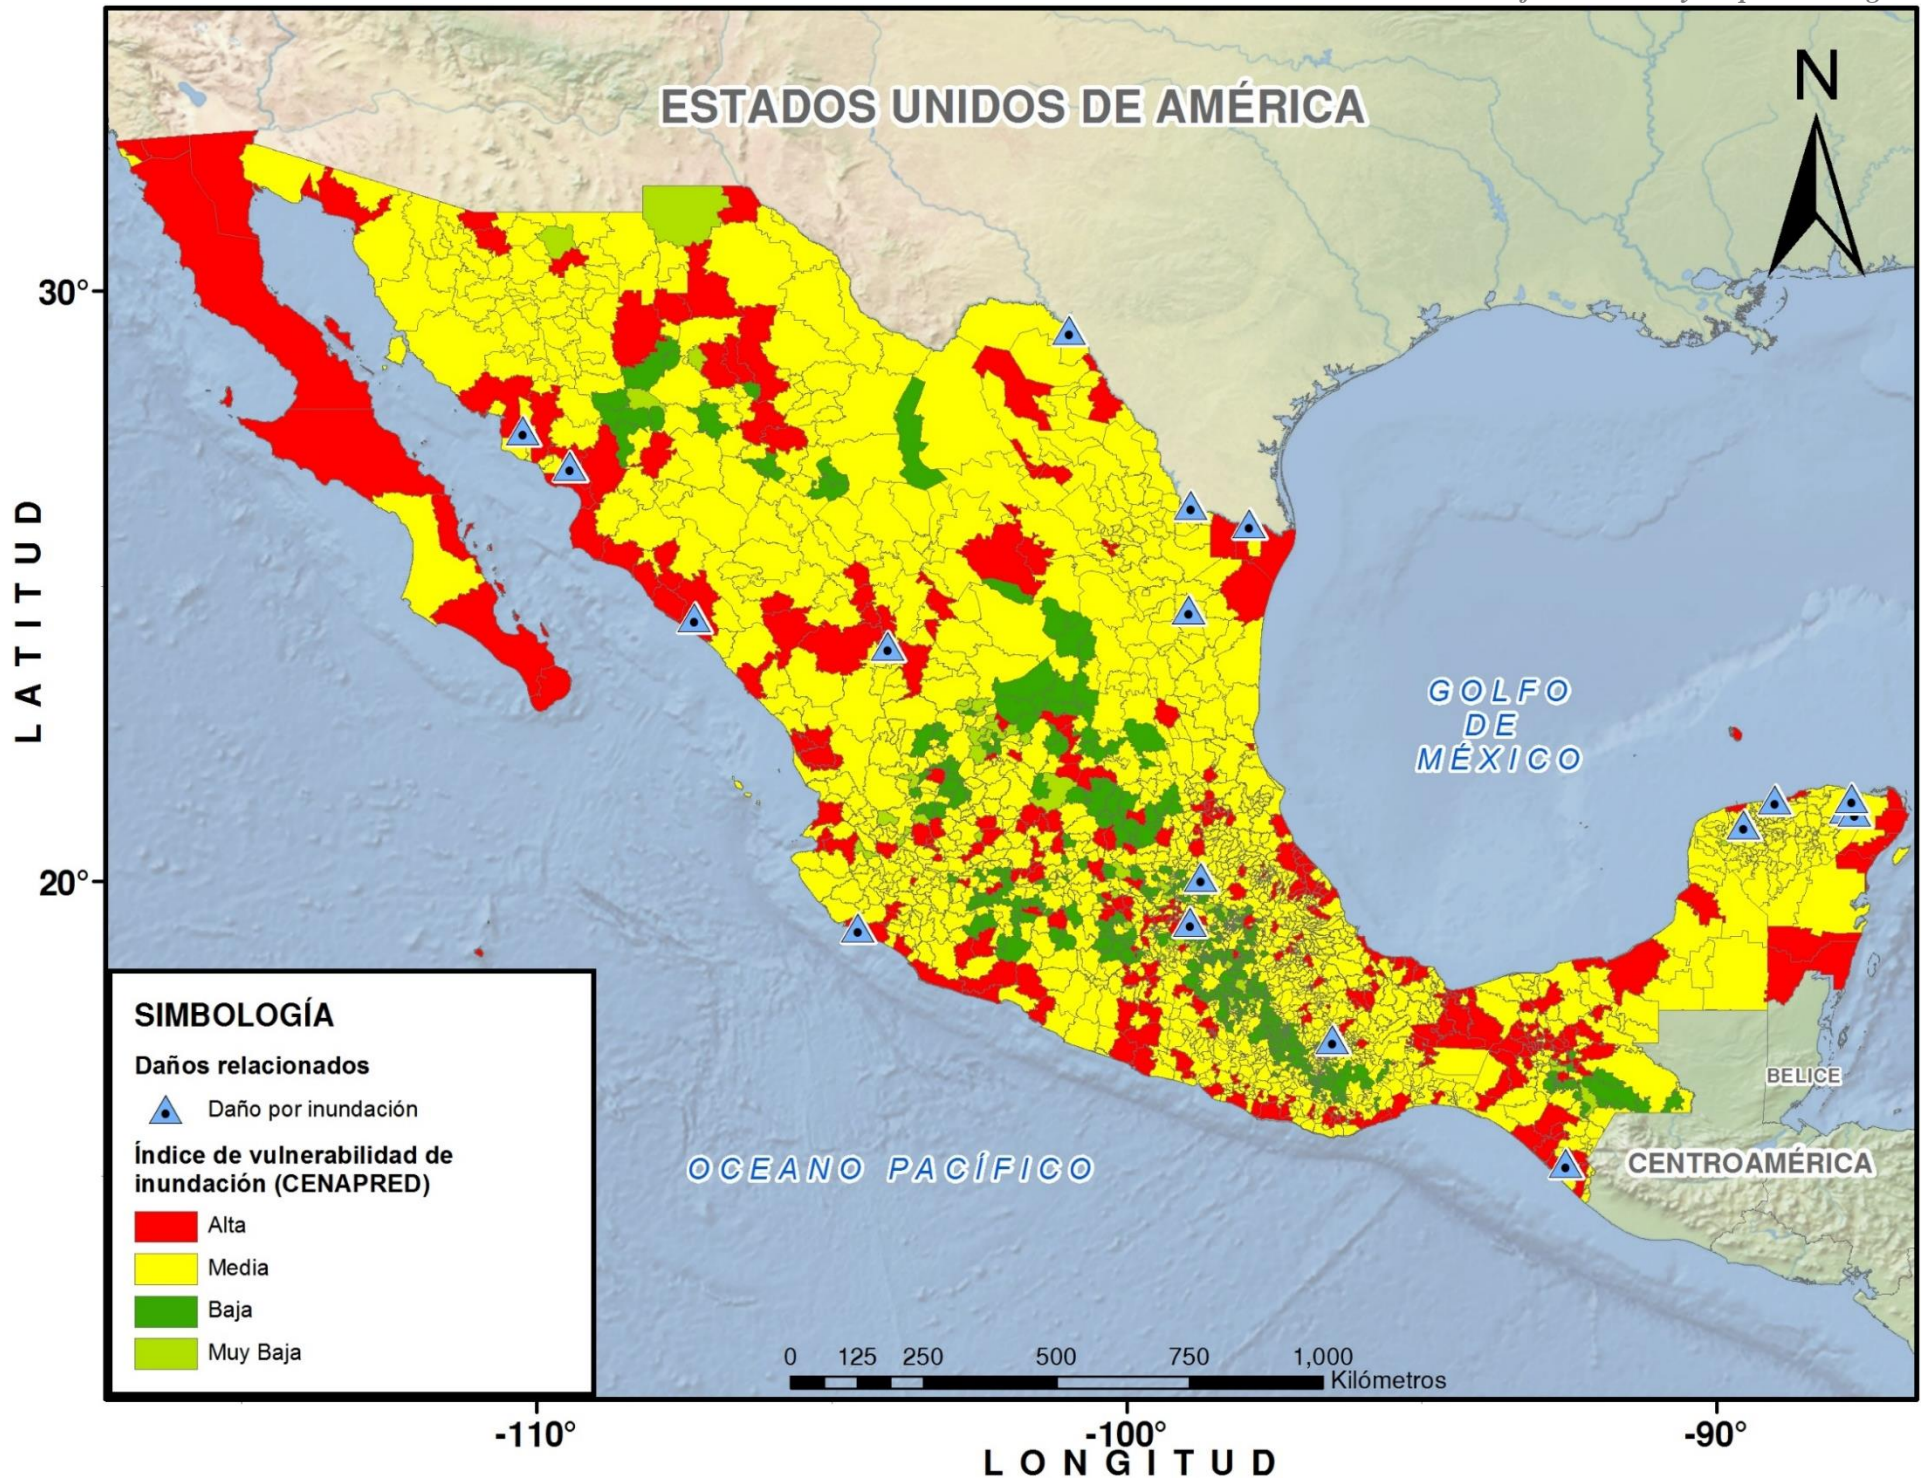 ESTADOS UNIDOS DE AMÉRICA
N
30°
20°
LATITUD
GOLFO
DE
MÉXICO
BELICE
CENTROAMÉRICA
OCEANO PACÍFICO
SIMBOLOGÍA
Daños relacionados
Daño por inundación
Índice de vulnerabilidad de
inundación (CENAPRED)
Alta
Media
Baja
Muy Baja
0 125 250 500 750 1,000
Kilómetros
-110° -100° -90°
LONGITUD